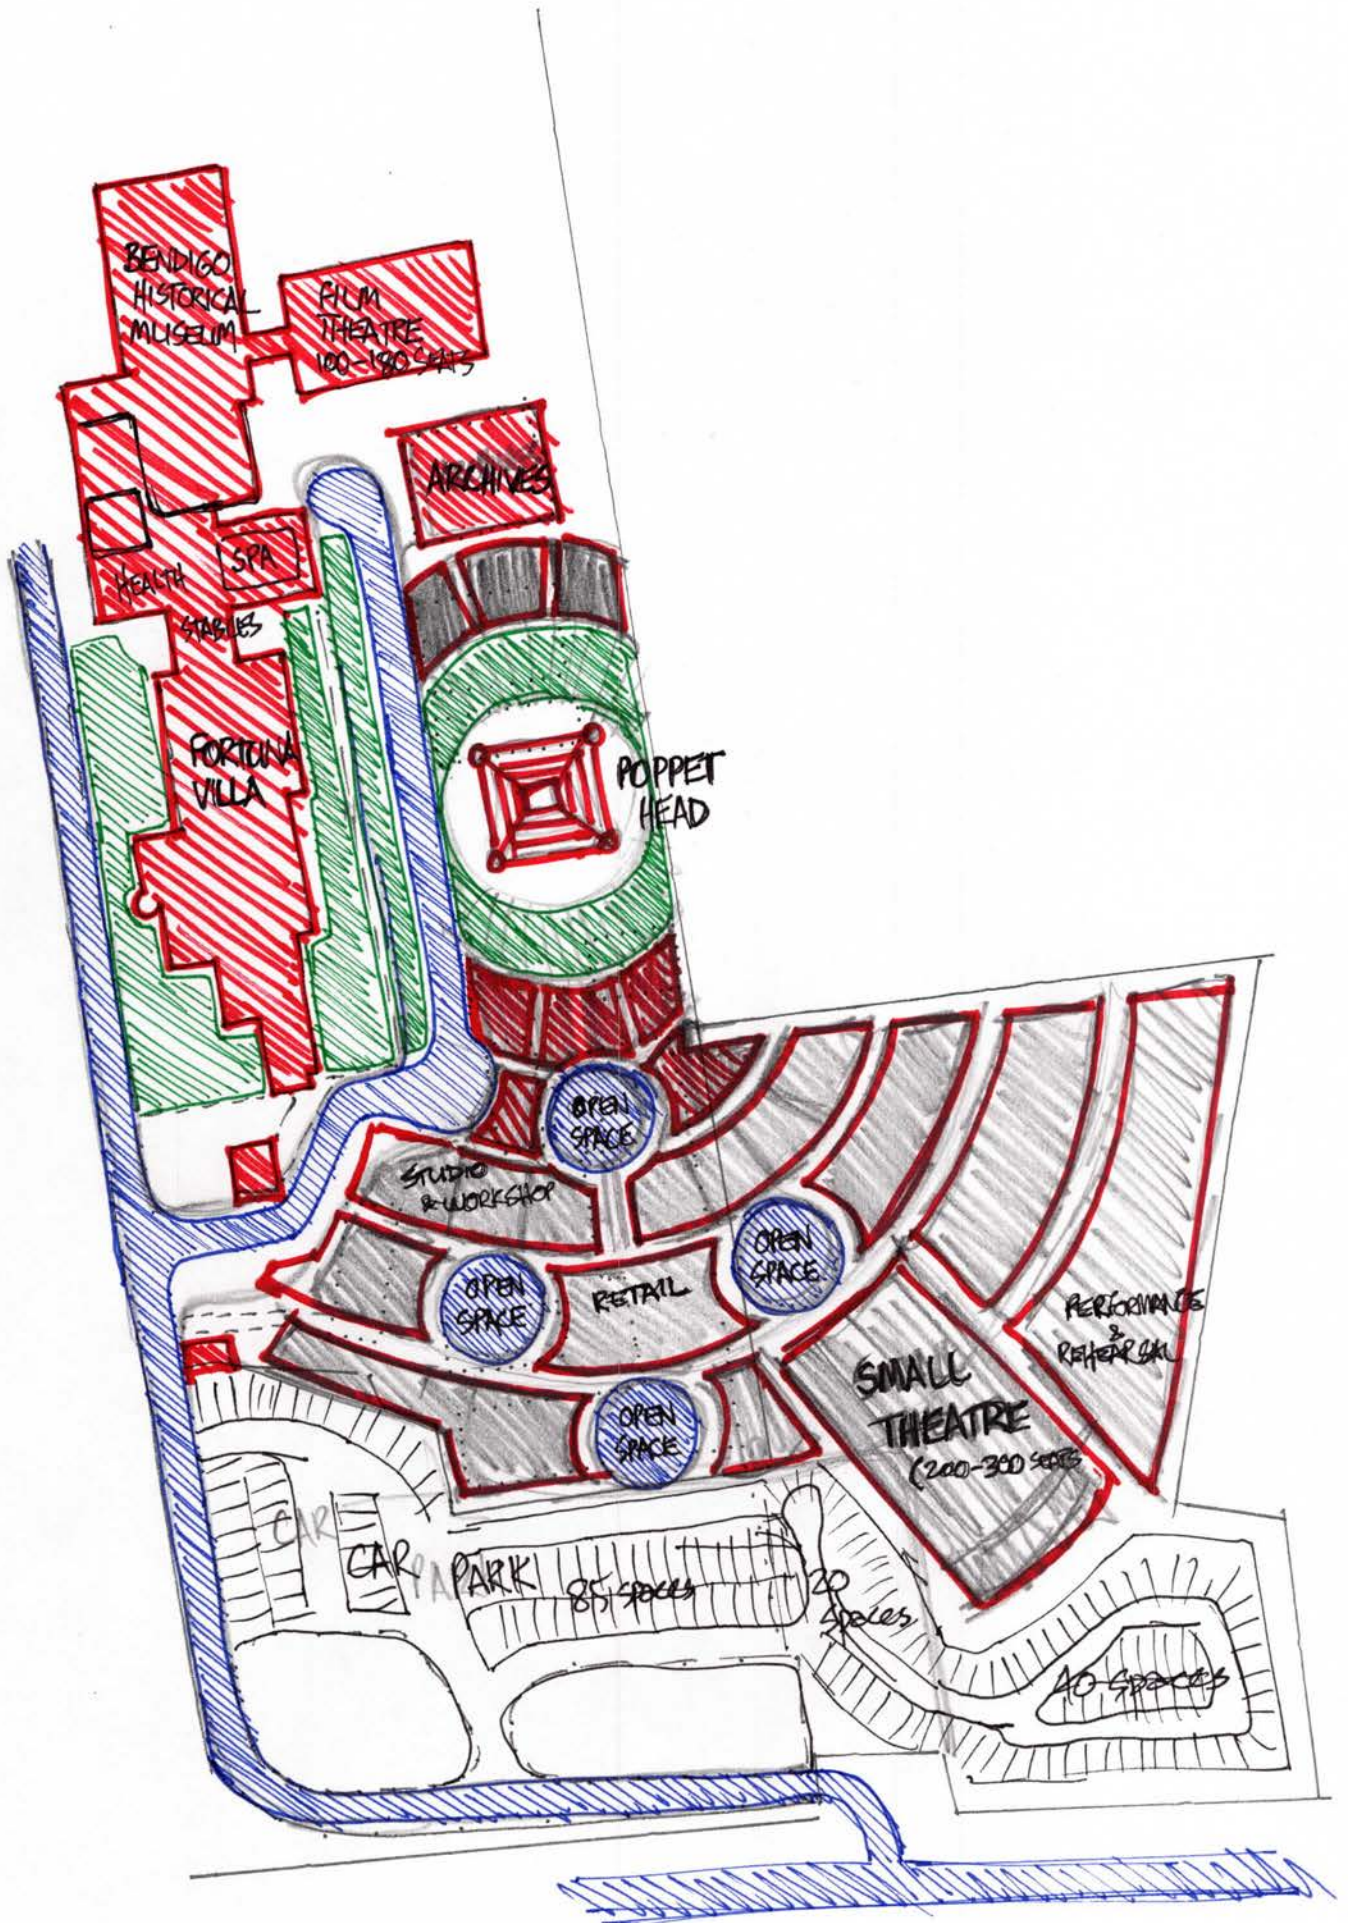 BENDIGO
HISTORICAL
MUSEUM
FILM
THEATRE
100-180 SEATS
ARCHIVES
SPA
HEALTH
STABLES
FORTUNA
VILLA
POPPET
HEAD
OPEN
SPACE
STUDIO
& WORKSHOP
OPEN
SPACE
OPEN
SPACE
RETAIL
PERFORMANCE
&
REHEARSAL
SMALL
THEATRE
(200-300 SEATS
OPEN
SPACE
CAR
CAR PARK 85 spaces
PA
20
spaces
40 spaces